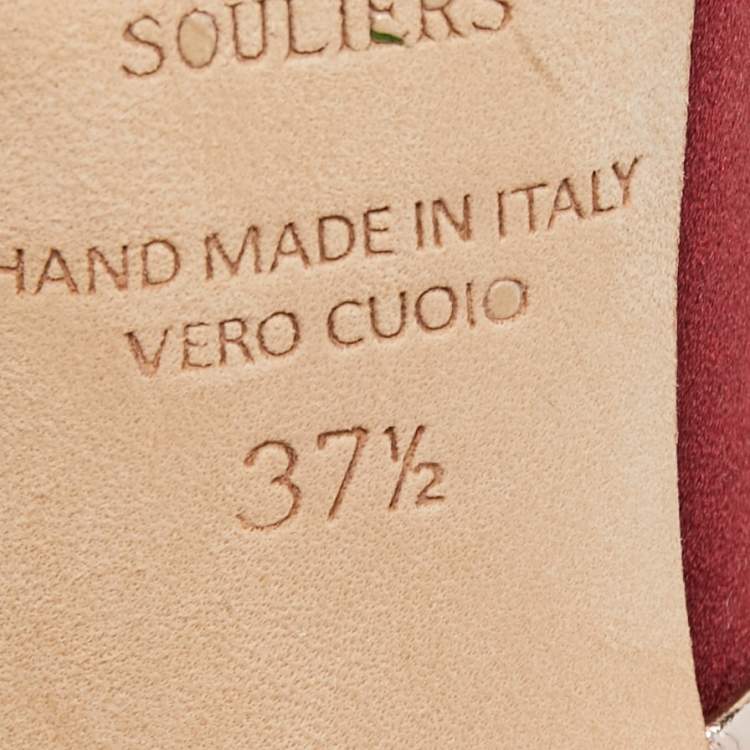 SOULIERS
HAND MADE IN ITALY
VERO CUOIO
37½